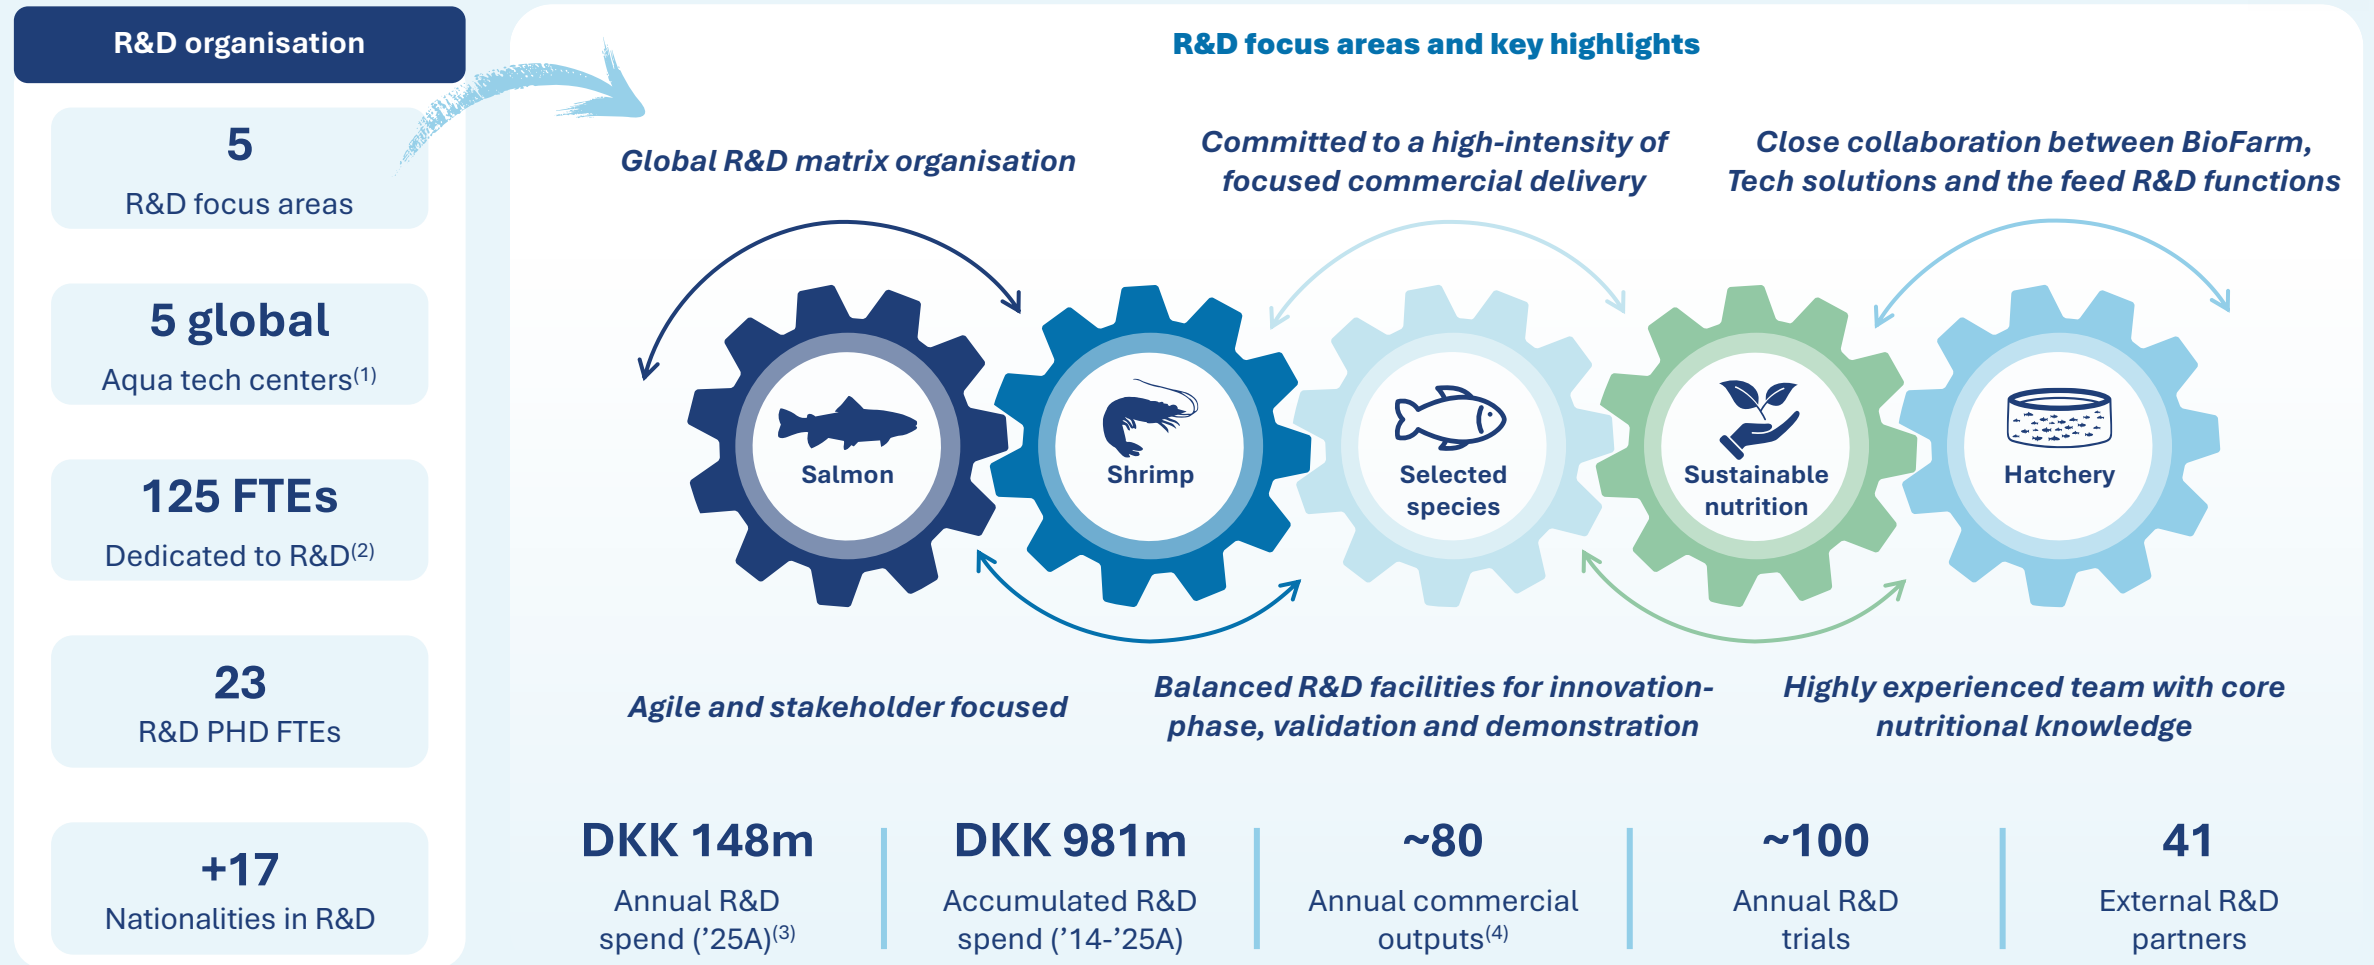 R&D organisation
5
R&D focus areas
5 global
Aqua tech centers(1)
125 FTEs
Dedicated to R&D(2)
23
R&D PHD FTEs
+17
Nationalities in R&D
R&D focus areas and key highlights
Global R&D matrix organisation
Committed to a high-intensity of
focused commercial delivery
Close collaboration between BioFarm,
Tech solutions and the feed R&D functions
Salmon
Shrimp
Selected
species
Sustainable
nutrition
Hatchery
Agile and stakeholder focused
Balanced R&D facilities for innovation-
phase, validation and demonstration
Highly experienced team with core
nutritional knowledge
DKK 148m
Annual R&D
spend (’25A)(3)
DKK 981m
Accumulated R&D
spend (’14-’25A)
~80
Annual commercial
outputs(4)
~100
Annual R&D
trials
41
External R&D
partners